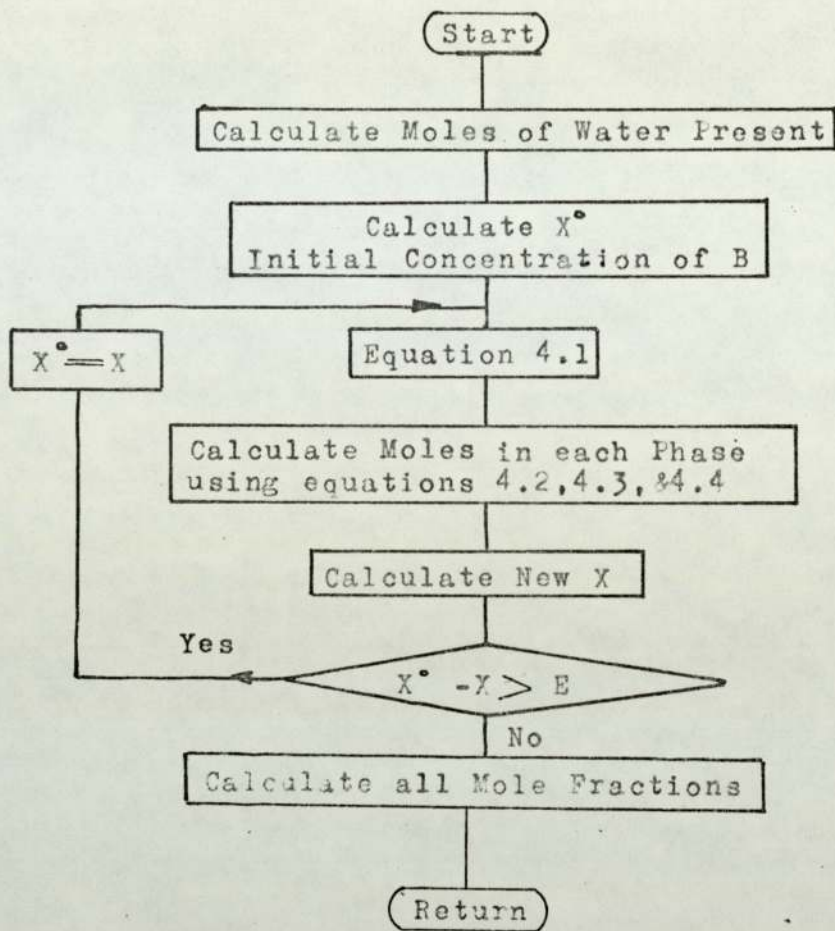 Start
Calculate Moles of Water Present
Calculate X°
Initial Concentration of B
X° = X
Equation 4.1
Calculate Moles in each Phase
using equations 4.2,4.3,&4.4
Calculate New X
Yes
X° -X > E
No
Calculate all Mole Fractions
Return